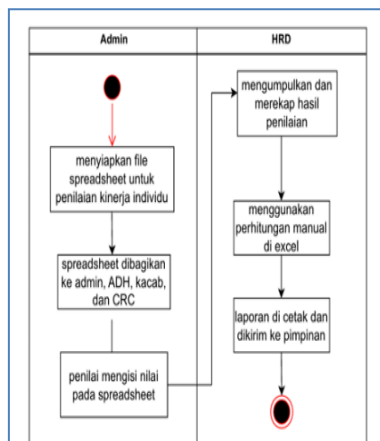 Admin
HRD
menyiapkan file
spreadsheet untuk
penilaian kinerja individu
spreadsheet dibagikan
ke admin, ADH, kacab,
dan CRC
penilai mengisi nilai
pada spreadsheet
mengumpulkan dan
merekap hasil
penilaian
menggunakan
perhitungan manual
di excel
laporan di cetak dan
dikirim ke pimpinan